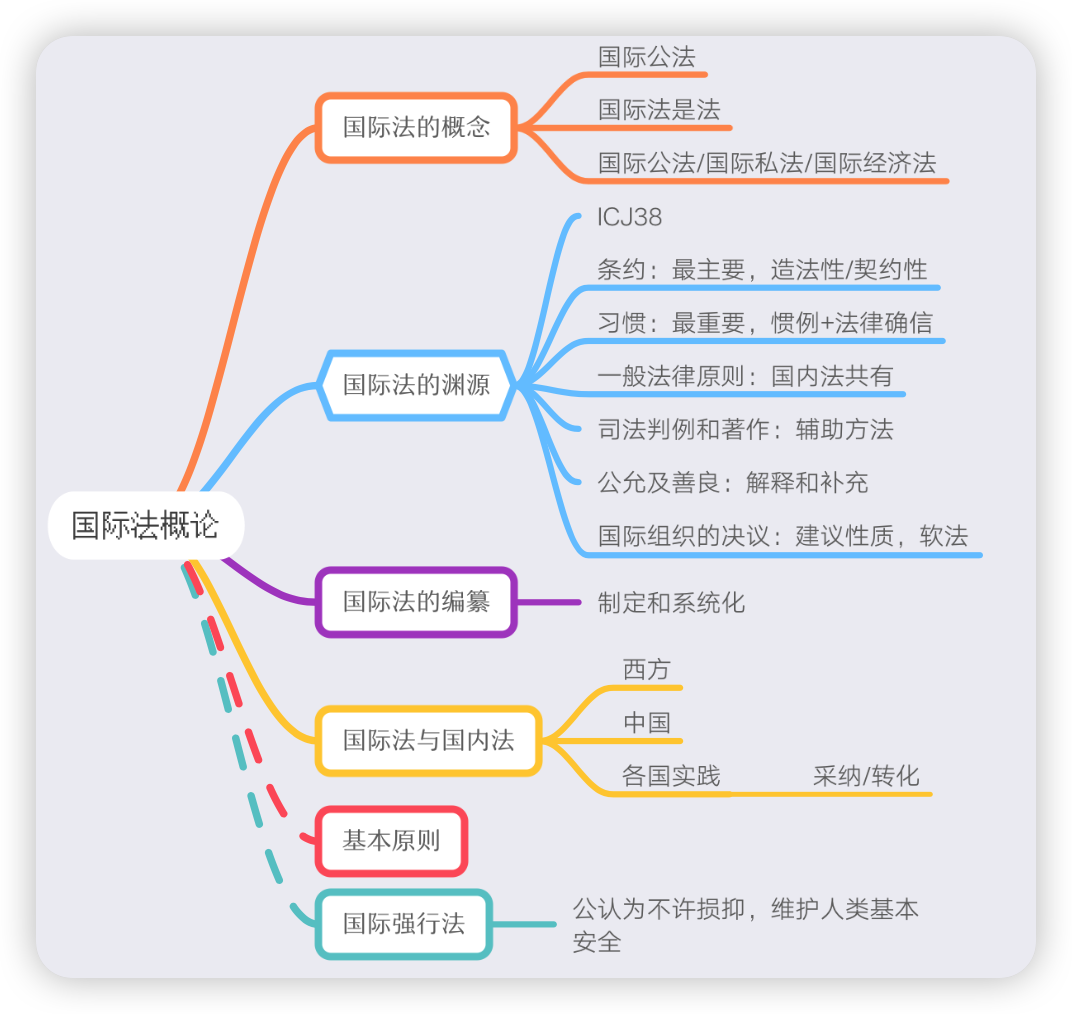 国际法概论
国际法的概念
国际公法
国际法是法
国际公法/国际私法/国际经济法
国际法的渊源
ICJ38
条约：最主要，造法性/契约性
习惯：最重要，惯例+法律确信
一般法律原则：国内法共有
司法判例和著作：辅助方法
公允及善良：解释和补充
国际组织的决议：建议性质，软法
国际法的编纂
制定和系统化
国际法与国内法
西方
中国
各国实践
采纳/转化
基本原则
国际强行法
公认为不许损抑，维护人类基本
安全